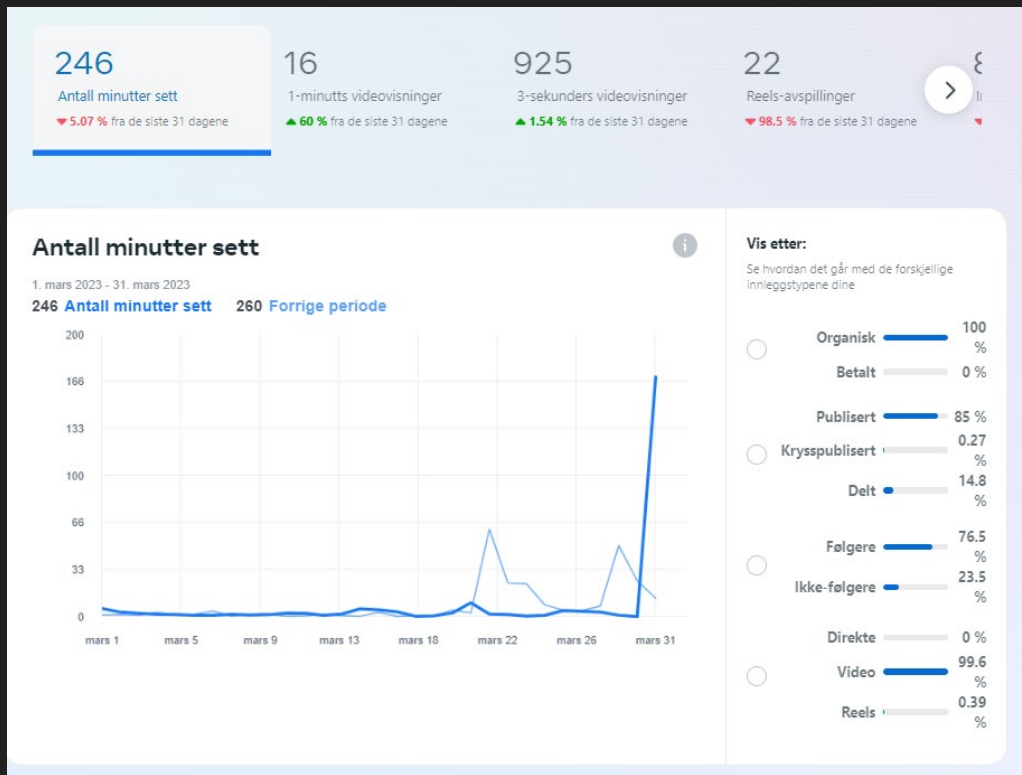 246
Antall minutter sett
5.07 % fra de siste 31 dagene
16
1-minutts videovisninger
60 % fra de siste 31 dagene
925
3-sekunders videovisninger
1.54 % fra de siste 31 dagene
22
Reels-avspillinger
98.5 % fra de siste 31 dagene
Antall minutter sett
1. mars 2023 - 31. mars 2023
246 Antall minutter sett 260 Forrige periode
200
166
133
100
66
33
0
mars 1 mars 5 mars 9 mars 13 mars 18 mars 22 mars 26 mars 31
Vis etter:
Se hvordan det går med de forskjellige
innleggstypene dine
Organisk 100 %
Betalt 0 %
Publisert 85 %
Krysspublisert 0.27 %
Delt 14.8 %
Følgere 76.5 %
Ikke-følgere 23.5 %
Direkte 0 %
Video 99.6 %
Reels 0.39 %